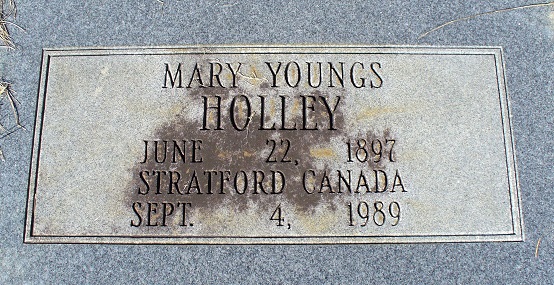 MARY YOUNGS
HOLLEY
JUNE 22, 1897
STRATFORD CANADA
SEPT. 4, 1989